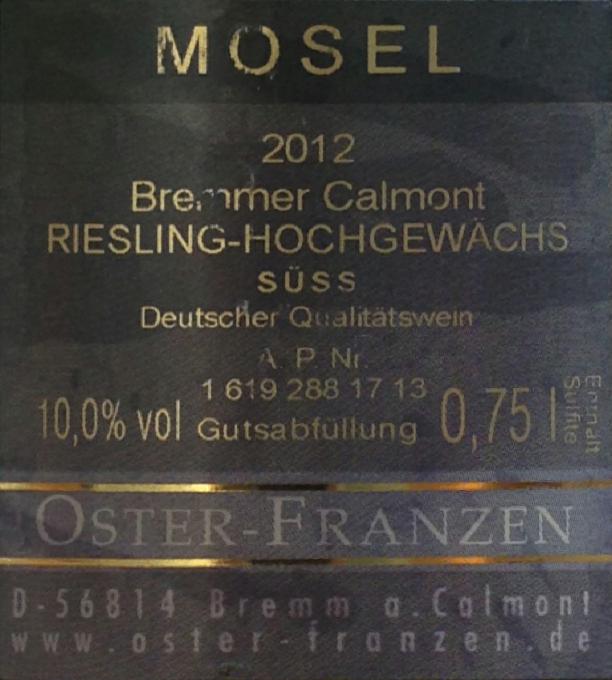 MOSEL
2012
Bremmer Calmont
RIESLING-HOCHGEWÄCHS
SÜSS
Deutscher Qualitätswein
A. P. Nr.
1 619 288 17 13
10,0% vol Gutsabfüllung 0,75 l
Enthält
Sulfite
OSTER-FRANZEN
D-56814 Bremm a.Calmont
www.oster-franzen.de